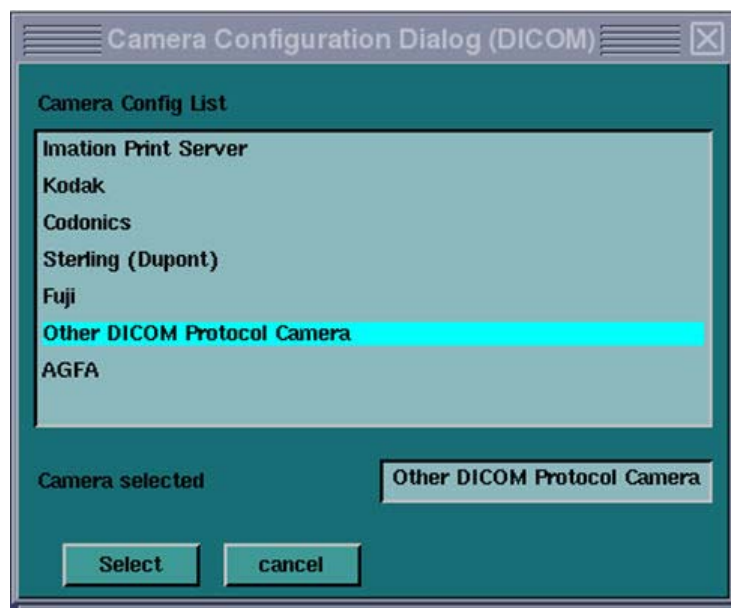 Camera Configuration Dialog (DICOM)
Camera Config List
Imation Print Server
Kodak
Codonics
Sterling (Dupont)
Fuji
Other DICOM Protocol Camera
AGFA
Camera selected Other DICOM Protocol Camera
Select cancel